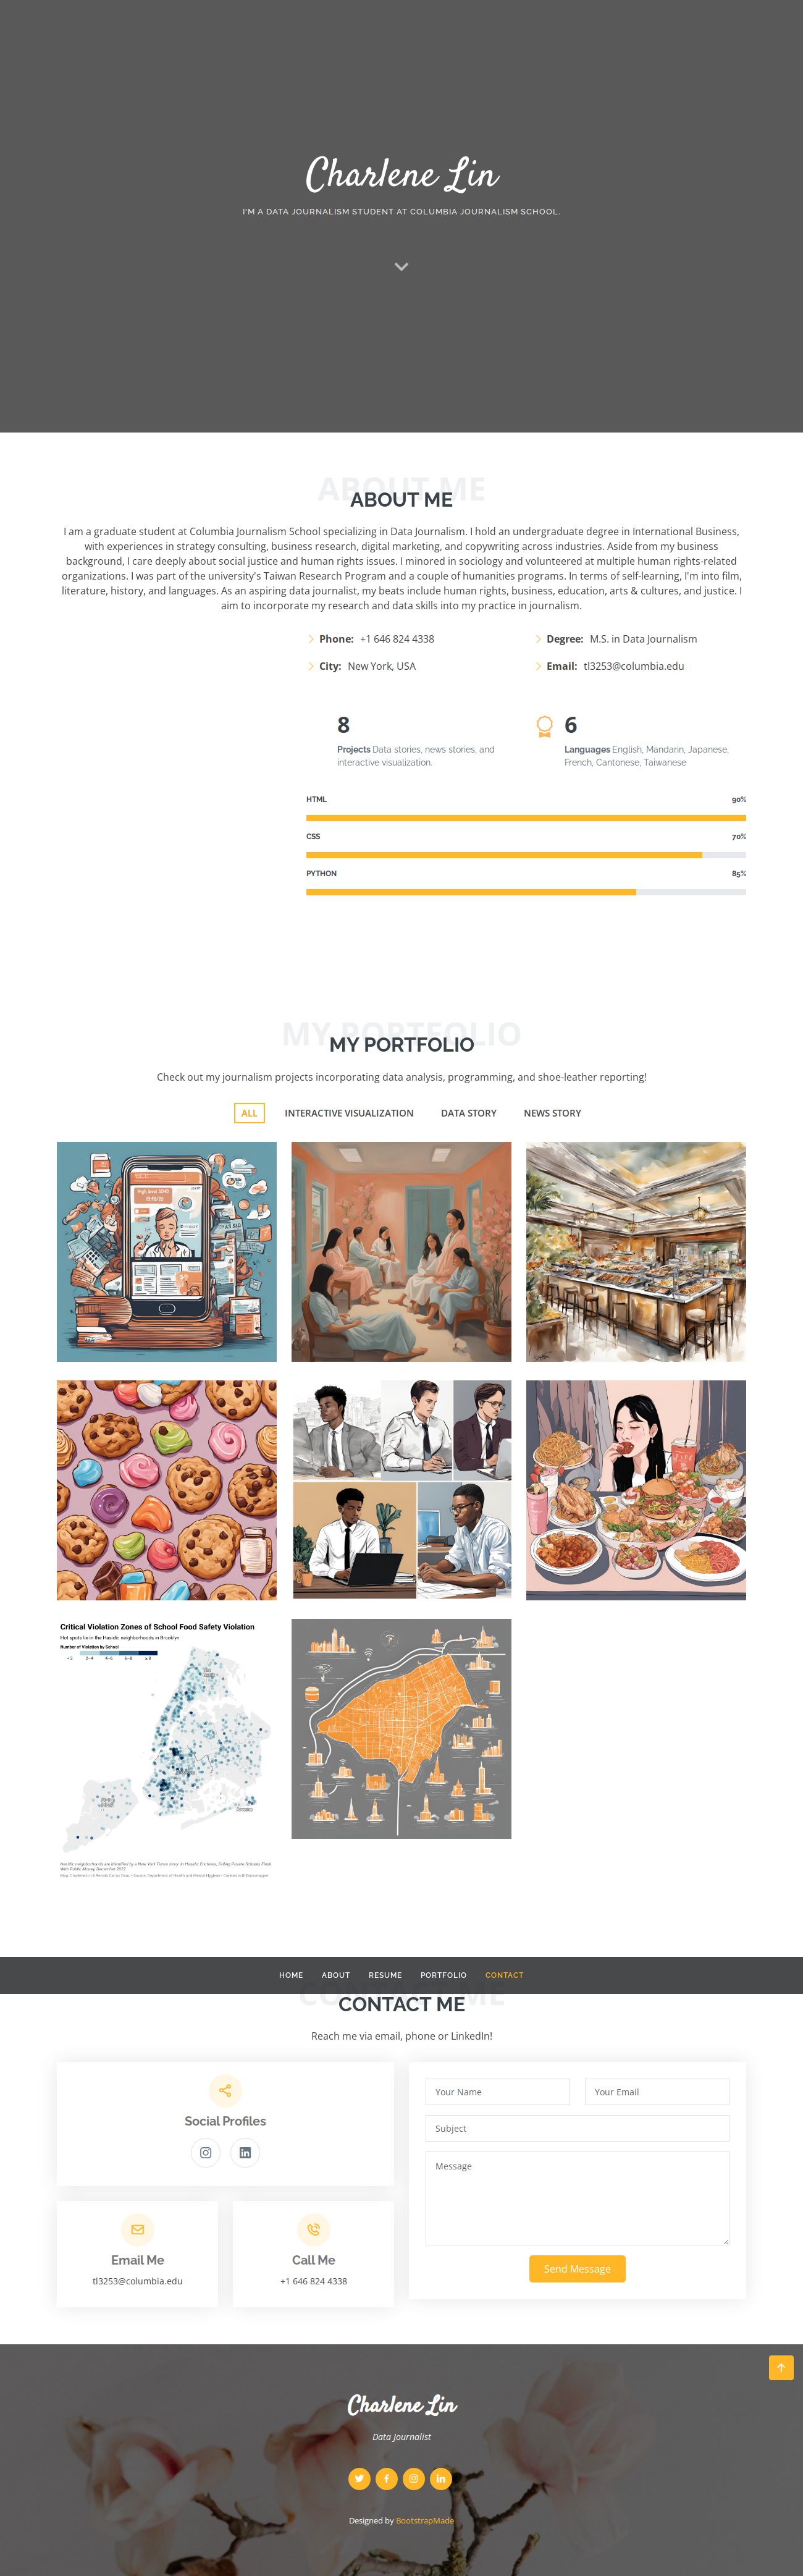 Charlene Lin
I'M A DATA JOURNALISM STUDENT AT COLUMBIA JOURNALISM SCHOOL.
ABOUT ME
ABOUT ME
I am a graduate student at Columbia Journalism School specializing in Data Journalism. I hold an undergraduate degree in International Business,
with experiences in strategy consulting, business research, digital marketing, and copywriting across industries. Aside from my business
background, I care deeply about social justice and human rights issues. I minored in sociology and volunteered at multiple human rights-related
organizations. I was part of the university's Taiwan Research Program and a couple of humanities programs. In terms of self-learning, I'm into film,
literature, history, and languages. As an aspiring data journalist, my beats include human rights, business, education, arts & cultures, and justice. I
aim to incorporate my research and data skills into my practice in journalism.
Phone: +1 646 824 4338
Degree: M.S. in Data Journalism
City: New York, USA
Email: tl3253@columbia.edu
8
Projects Data stories, news stories, and
interactive visualization.
6
Languages English, Mandarin, Japanese,
French, Cantonese, Taiwanese
HTML 90%
CSS 70%
PYTHON 85%
MY PORTFOLIO
MY PORTFOLIO
Check out my journalism projects incorporating data analysis, programming, and shoe-leather reporting!
ALL INTERACTIVE VISUALIZATION DATA STORY NEWS STORY
Critical Violation Zones of School Food Safety Violation
Hot spots lie in the Hasidic neighborhoods in Brooklyn
Number of Violation by School
HOME ABOUT RESUME PORTFOLIO CONTACT
CONTACT ME
CONTACT ME
Reach me via email, phone or LinkedIn!
Social Profiles
Email Me
tl3253@columbia.edu
Call Me
+1 646 824 4338
Your Name
Your Email
Subject
Message
Send Message
Charlene Lin
Data Journalist
Designed by BootstrapMade